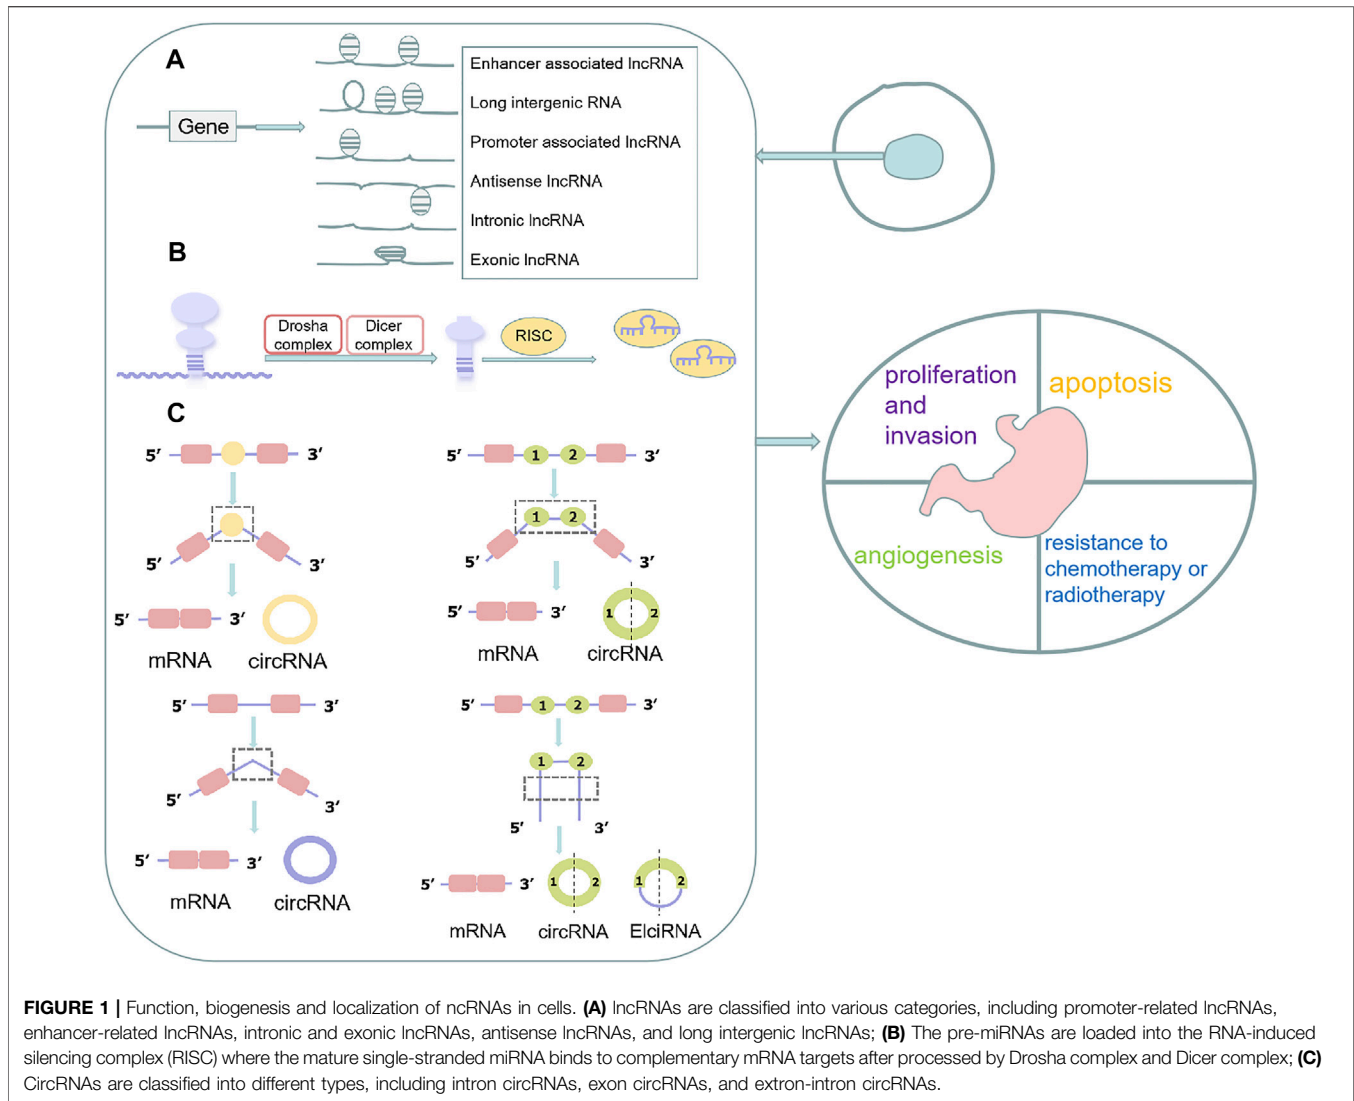 A
Gene
Enhancer associated lncRNA
Long intergenic RNA
Promoter associated lncRNA
Antisense lncRNA
Intronic lncRNA
Exonic lncRNA
B
Drosha
complex
Dicer
complex
RISC
C
5′ 3′
5′ 3′
5′ 3′
mRNA circRNA
5′ 1 2 3′
1 2
5′ 3′
5′ 3′ 1 2
mRNA circRNA
5′ 3′
5′ 3′
5′ 3′
mRNA circRNA
5′ 1 2 3′
1 2
5′ 3′
5′ 3′ 1 2 1 2
mRNA circRNA ElciRNA
proliferation
and
invasion
apoptosis
angiogenesis
resistance to
chemotherapy or
radiotherapy
FIGURE 1 | Function, biogenesis and localization of ncRNAs in cells. (A) lncRNAs are classified into various categories, including promoter-related lncRNAs,
enhancer-related lncRNAs, intronic and exonic lncRNAs, antisense lncRNAs, and long intergenic lncRNAs; (B) The pre-miRNAs are loaded into the RNA-induced
silencing complex (RISC) where the mature single-stranded miRNA binds to complementary mRNA targets after processed by Drosha complex and Dicer complex; (C)
CircRNAs are classified into different types, including intron circRNAs, exon circRNAs, and extron-intron circRNAs.